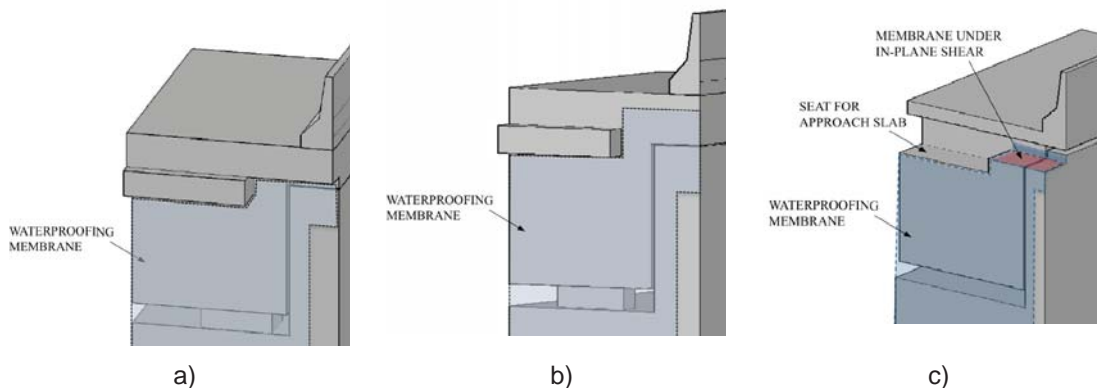 WATERPROOFING
MEMBRANE
a)
WATERPROOFING
MEMBRANE
b)
MEMBRANE UNDER
IN-PLANE SHEAR
SEAT FOR
APPROACH SLAB
WATERPROOFING
MEMBRANE
c)